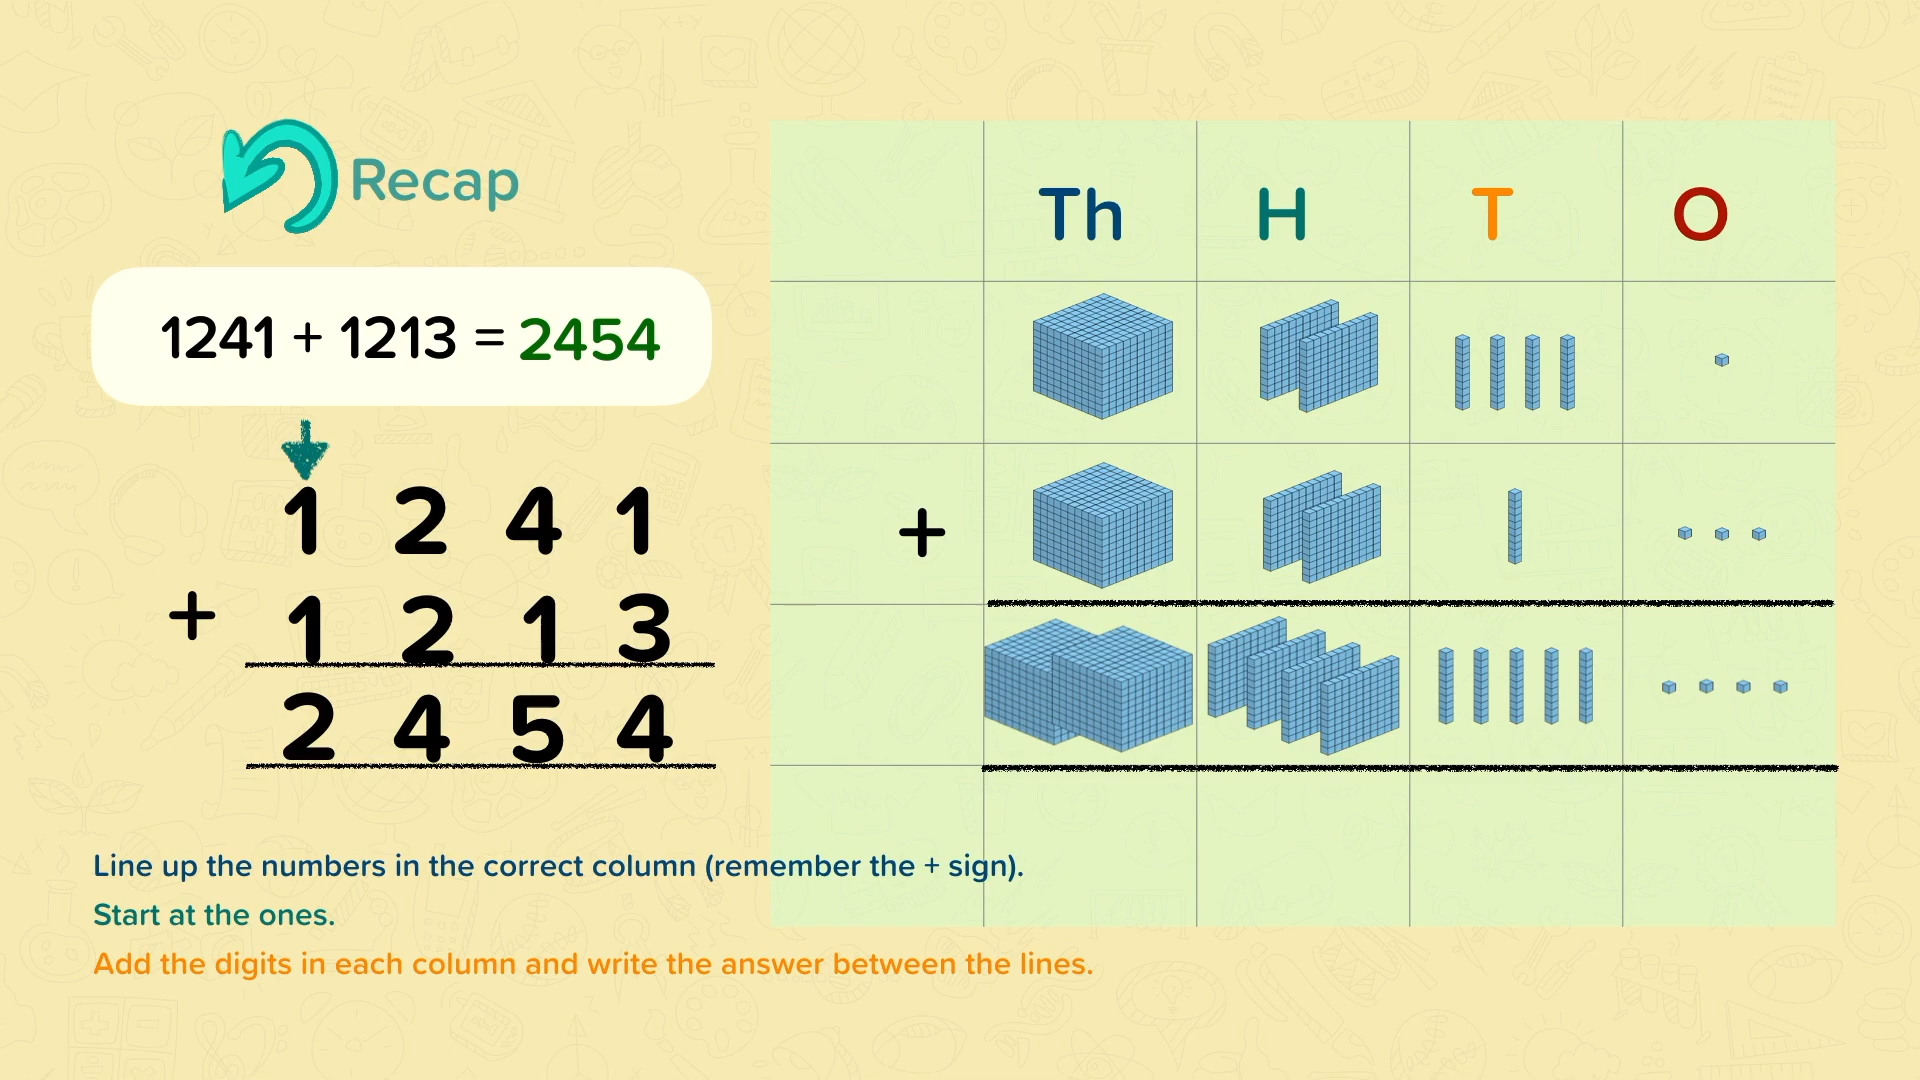 Recap
1241 + 1213 = 2454
1 2 4 1
+ 1 2 1 3
2 4 5 4
Th H T O
+
Line up the numbers in the correct column (remember the + sign).
Start at the ones.
Add the digits in each column and write the answer between the lines.